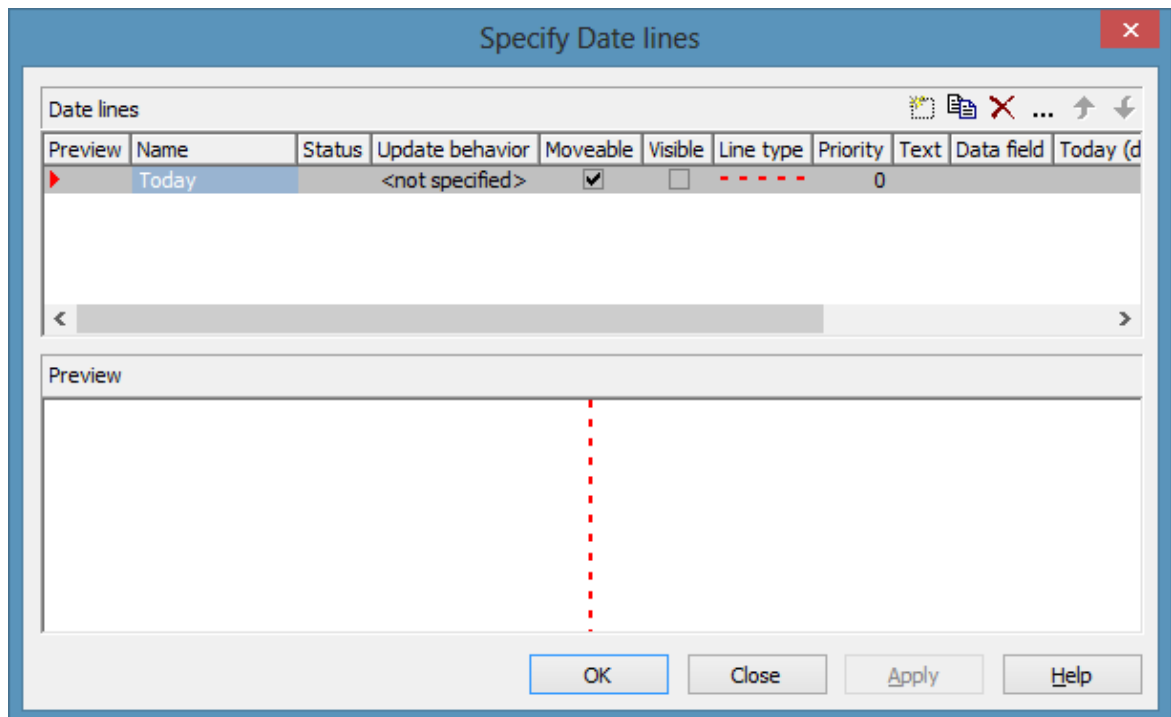 Specify Date lines
Date lines
Preview Name Status Update behavior Moveable Visible Line type Priority Text Data field Today (d
Today <not specified> 0
Preview
OK Close Apply Help